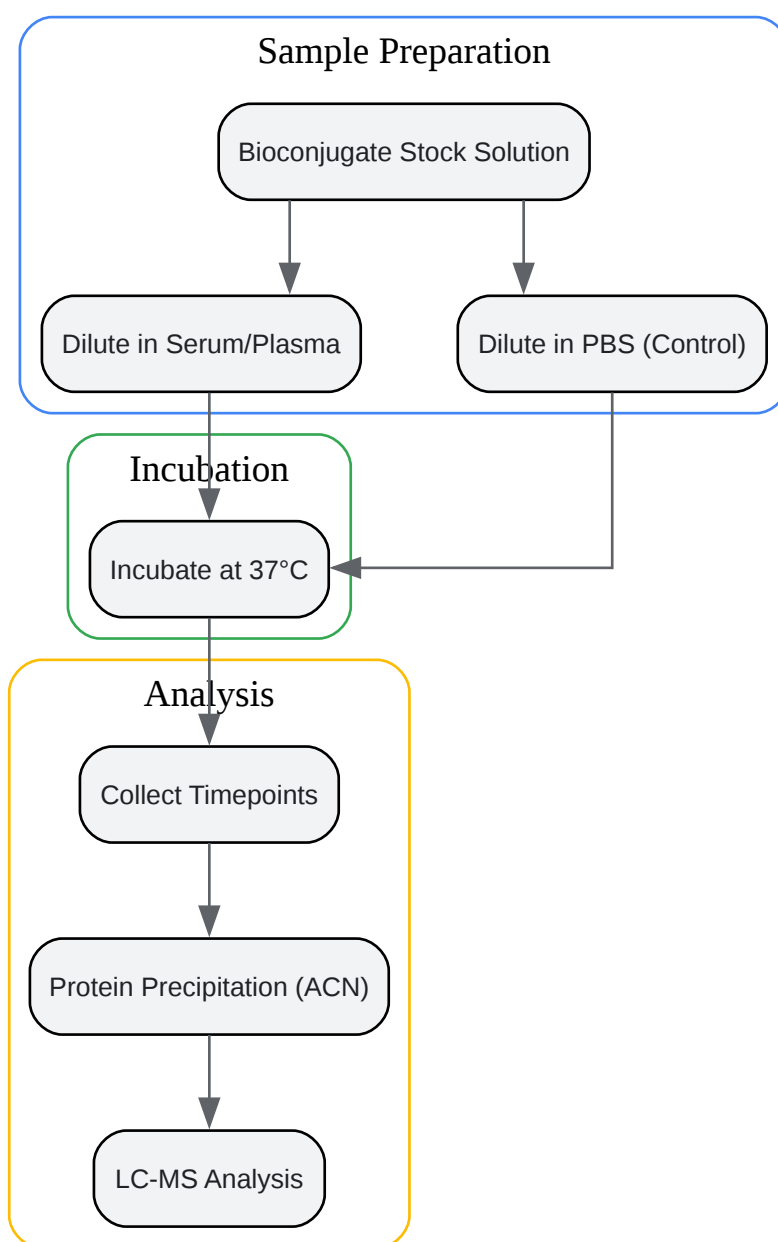 Sample Preparation
Bioconjugate Stock Solution
Dilute in Serum/Plasma
Dilute in PBS (Control)
Incubation
Incubate at 37°C
Analysis
Collect Timepoints
Protein Precipitation (ACN)
LC-MS Analysis